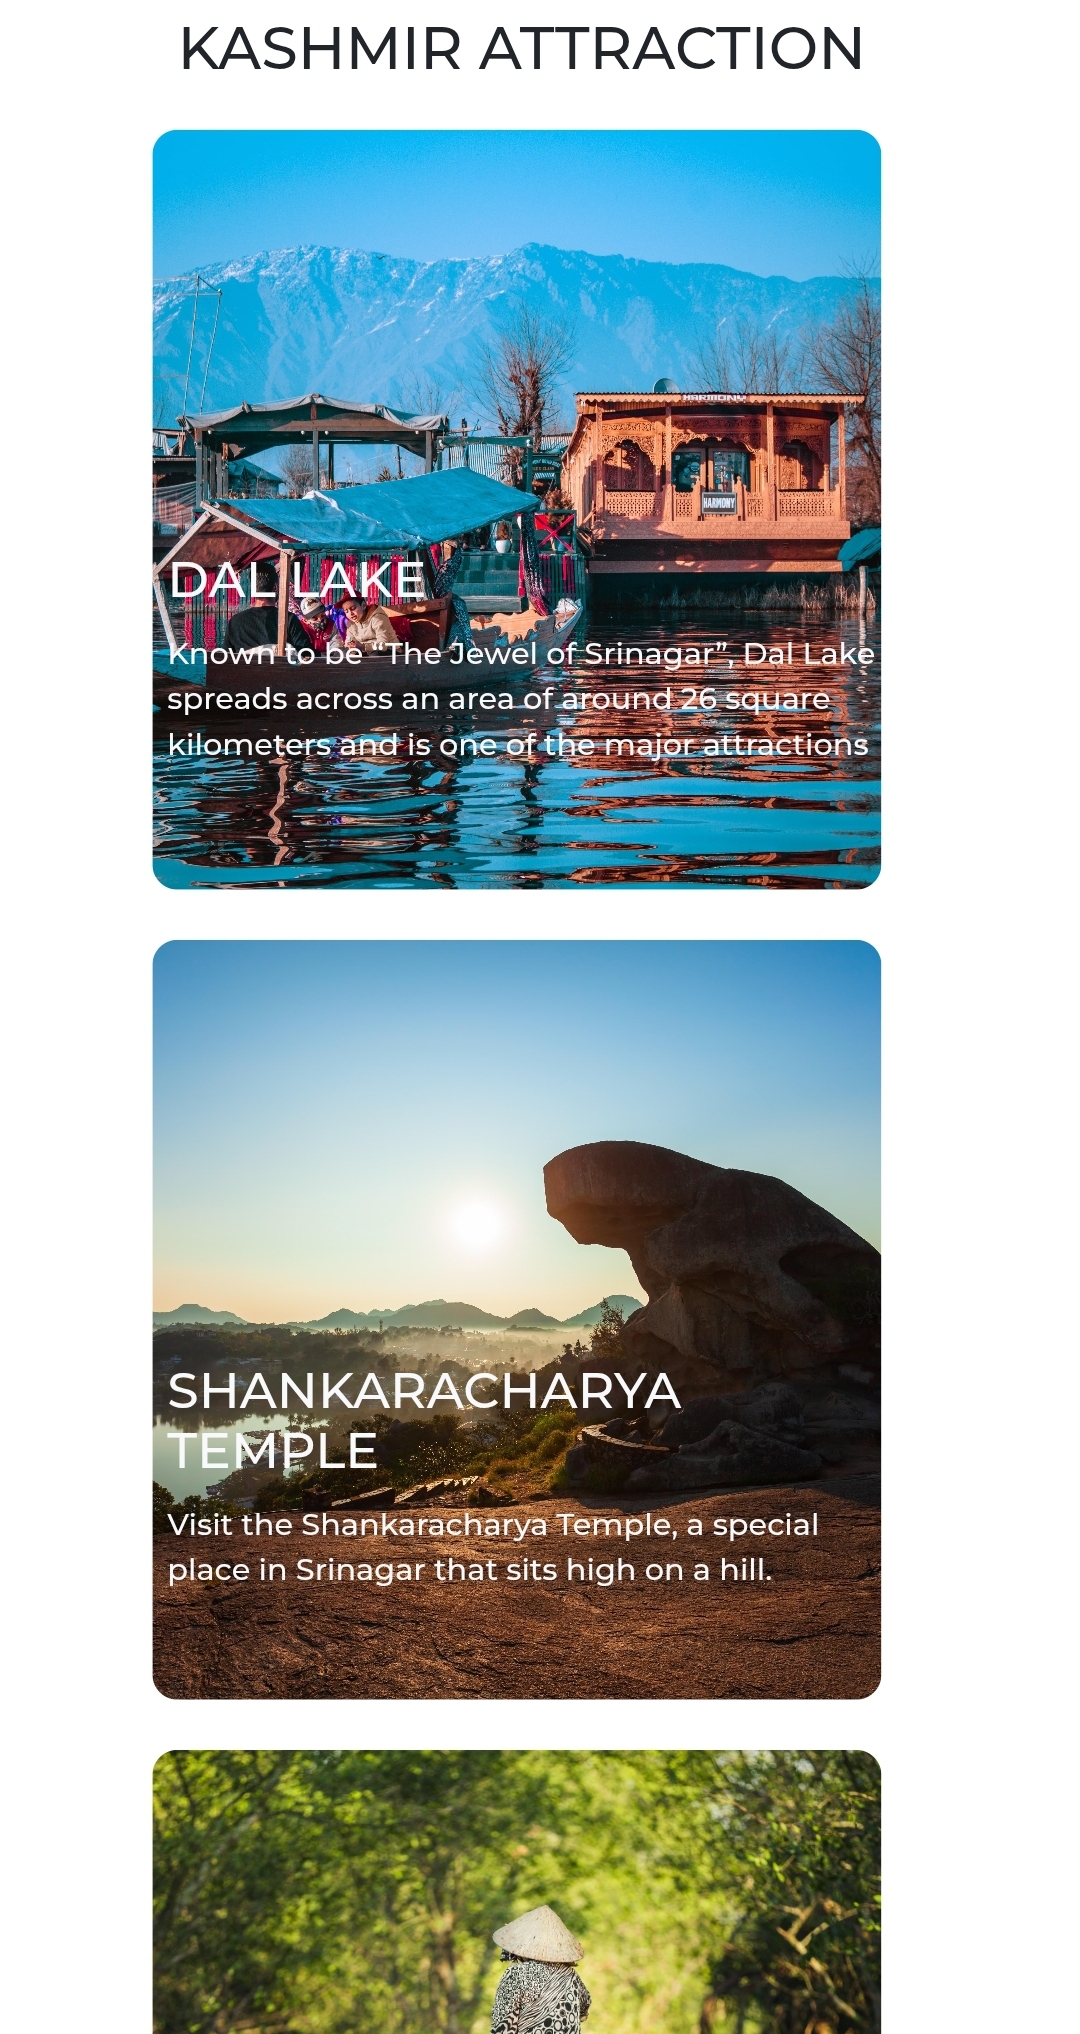 KASHMIR ATTRACTION
HARMONY
HARMONY
DAL LAKE
Known to be “The Jewel of Srinagar”, Dal Lake
spreads across an area of around 26 square
kilometers and is one of the major attractions
SHANKARACHARYA
TEMPLE
Visit the Shankaracharya Temple, a special
place in Srinagar that sits high on a hill.